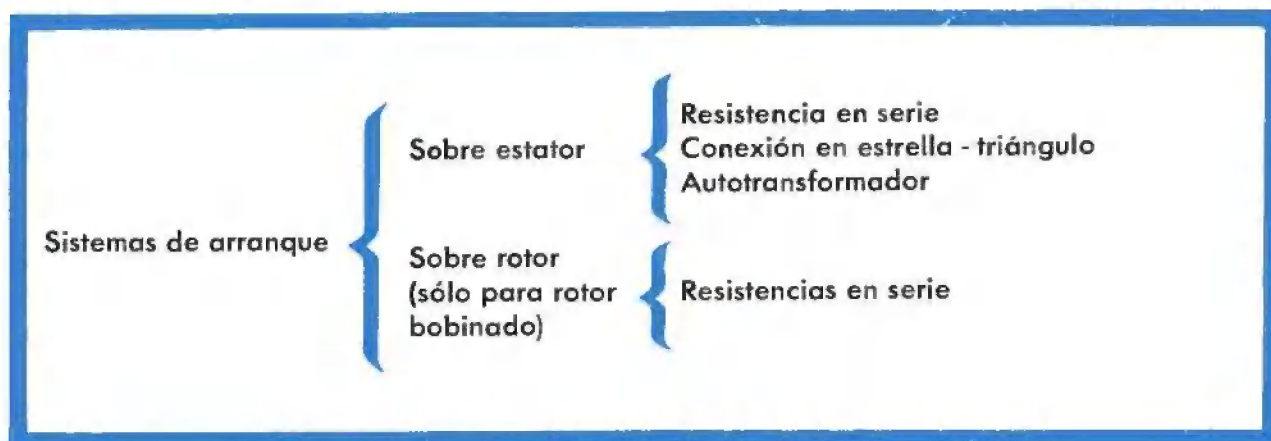 Sistemas de arranque
Sobre estator
Resistencia en serie
Conexión en estrella - triángulo
Autotransformador
Sobre rotor
(sólo para rotor
bobinado)
Resistencias en serie